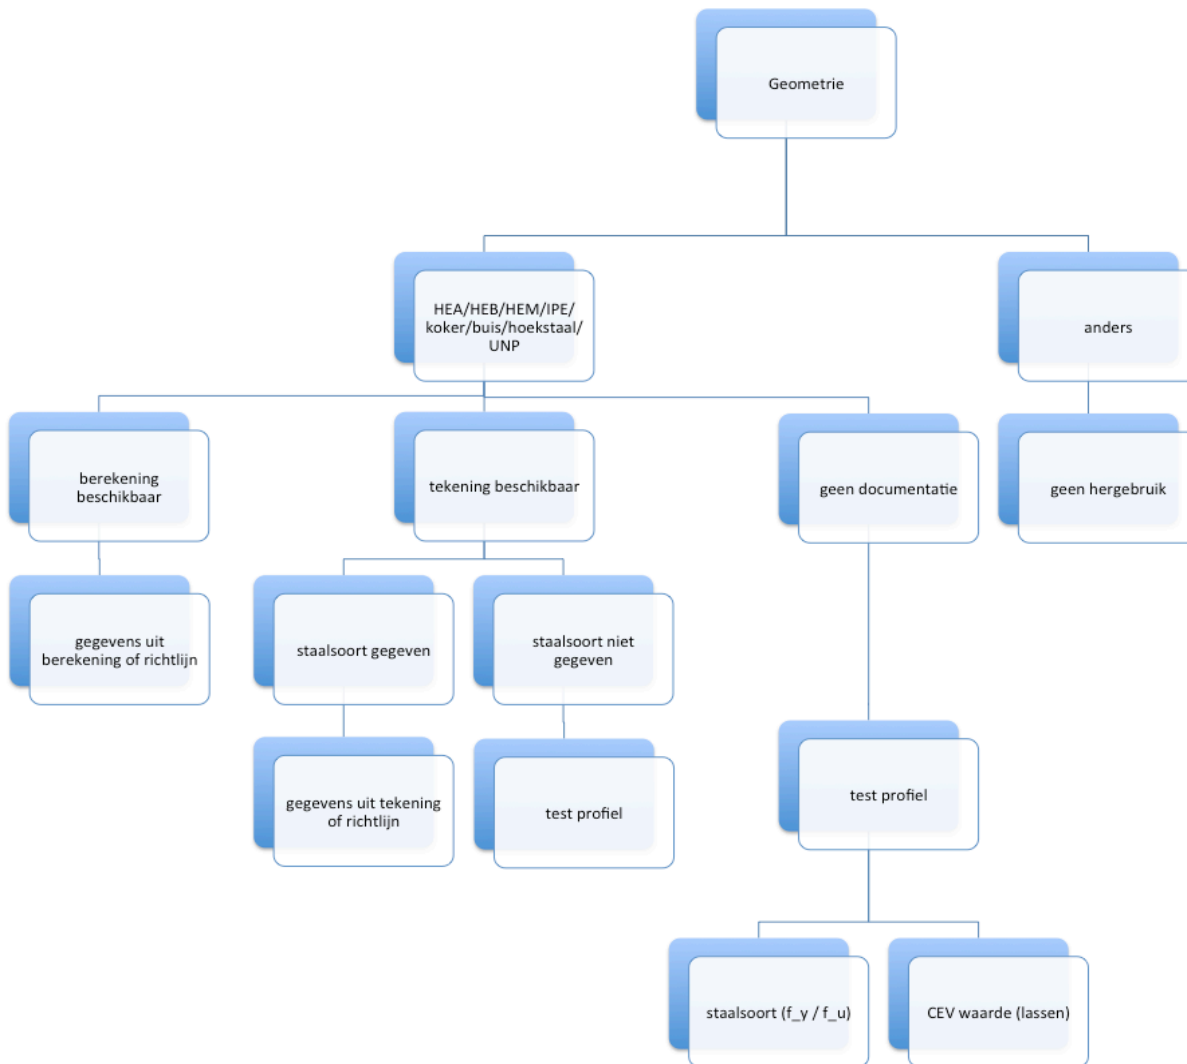 Geometrie
HEA/HEB/HEM/IPE/
koker/buis/hoekstaal/
UNP
anders
berekening
beschikbaar
tekening beschikbaar
geen documentatie
geen hergebruik
gegevens uit
berekening of richtlijn
staalsoort gegeven
staalsoort niet
gegeven
gegevens uit tekening
of richtlijn
test profiel
test profiel
staalsoort (f_y / f_u)
CEV waarde (lassen)